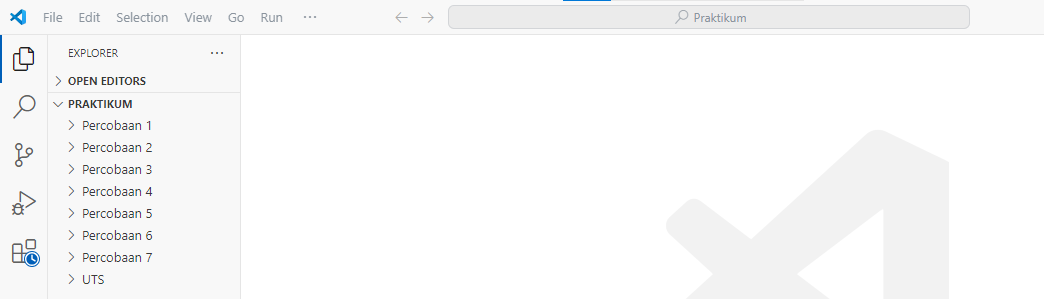 File Edit Selection View Go Run ... Praktikum
EXPLORER ...
OPEN EDITORS
PRAKTIKUM
Percobaan 1
Percobaan 2
Percobaan 3
Percobaan 4
Percobaan 5
Percobaan 6
Percobaan 7
UTS